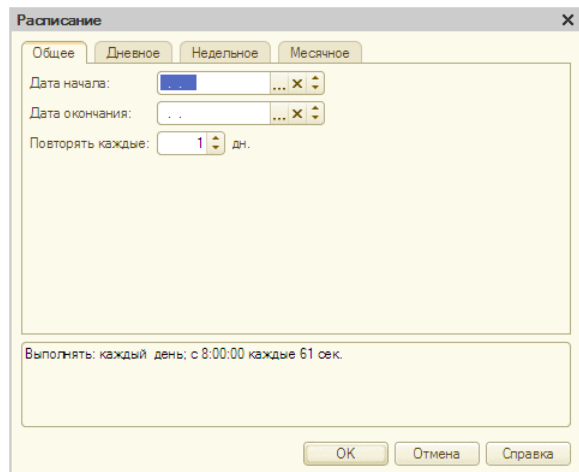 Расписание
Общее Дневное Недельное Месячное
Дата начала: . . ...
Дата окончания: . . ...
Повторять каждые: 1 дн.
Выполнять: каждый день; с 8:00:00 каждые 61 сек.
OK Отмена Справка